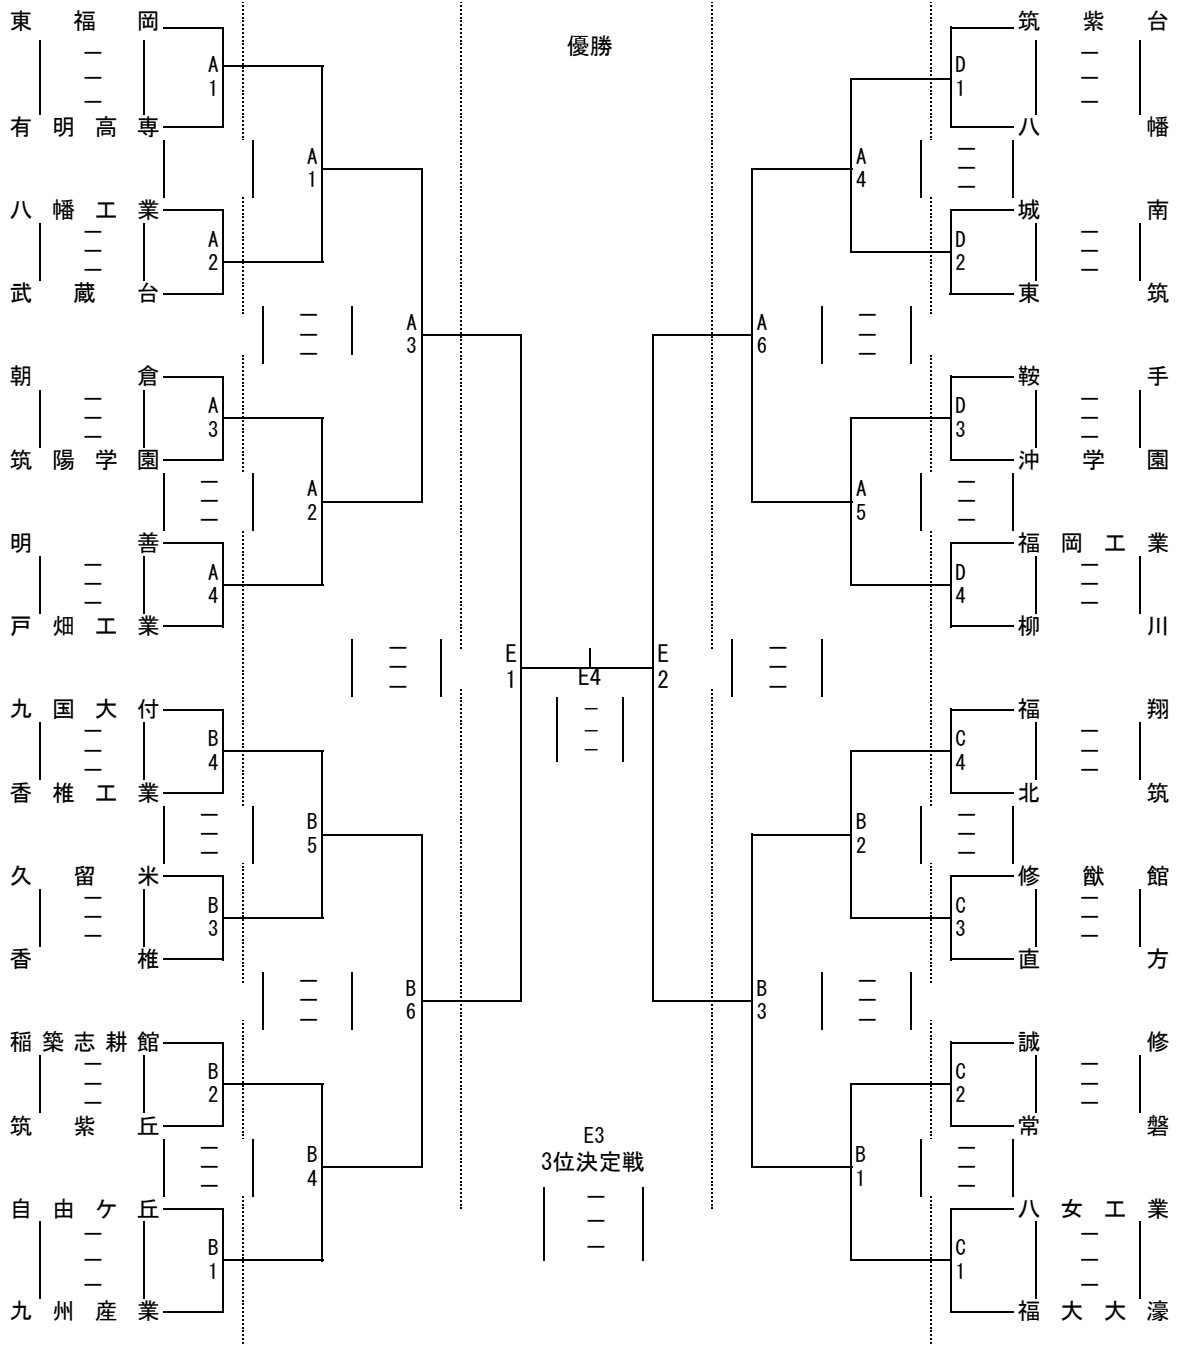 東福岡
A1
有明高専
A1
八幡工業
A2
武蔵台
A3
朝倉
A3
筑陽学園
A2
明善
A4
戸畑工業
E1
九国大付
B4
香椎工業
B5
久留米
B3
香椎
B6
稲築志耕館
B2
筑紫丘
B4
自由ケ丘
B1
九州産業
優勝
E4
E3
3位決定戦
筑紫台
D1
八幡
A4
城南
D2
東筑
A6
鞍手
D3
沖学園
A5
福岡工業
D4
柳川
E2
福翔
C4
北筑
B2
修猷館
C3
直方
B3
誠修
C2
常磐
B1
八女工業
C1
福大大濠